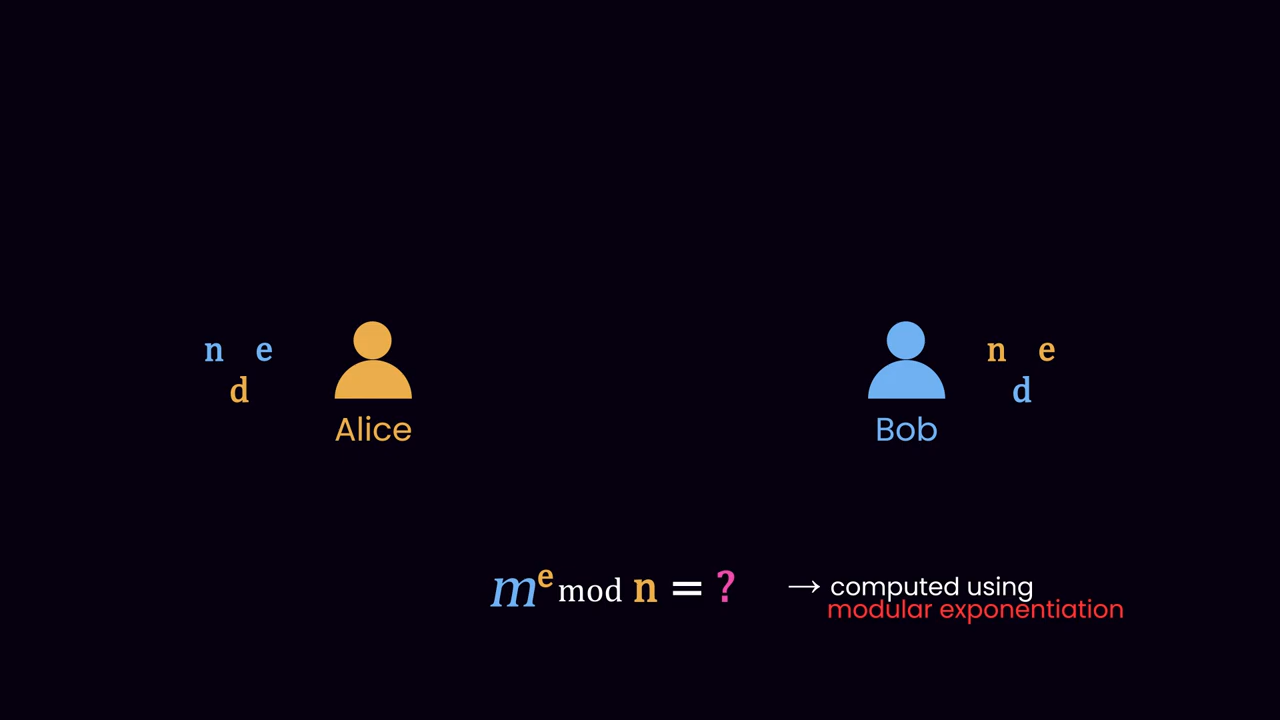 n e
d
Alice
n e
d
Bob
m^e mod n = ?
→ computed using
modular exponentiation